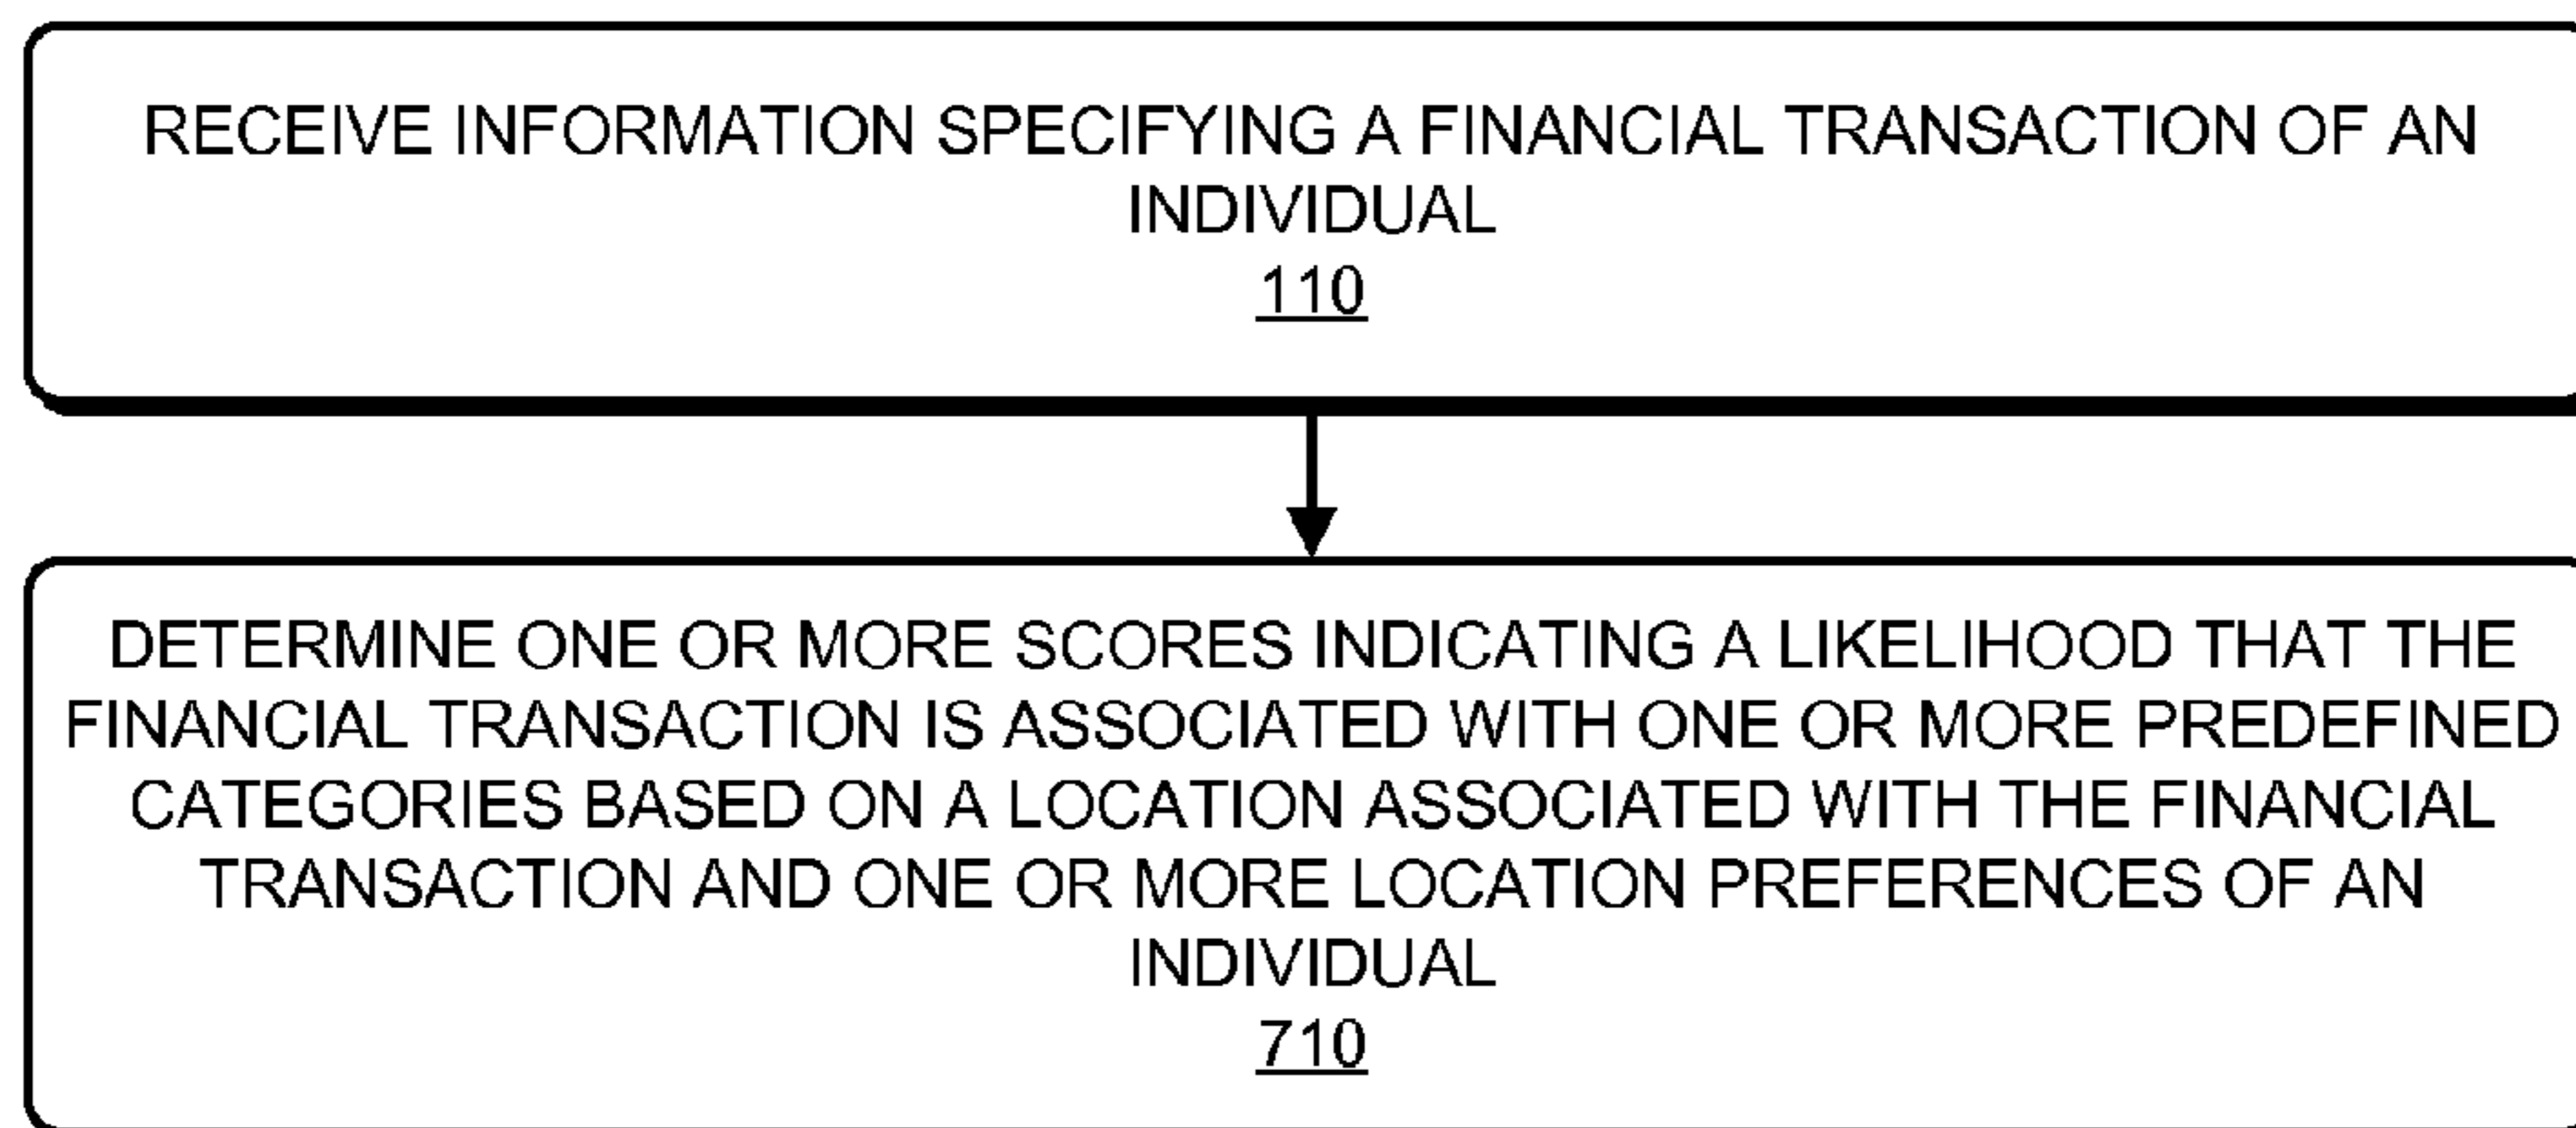 RECEIVE INFORMATION SPECIFYING A FINANCIAL TRANSACTION OF AN
INDIVIDUAL
110
DETERMINE ONE OR MORE SCORES INDICATING A LIKELIHOOD THAT THE
FINANCIAL TRANSACTION IS ASSOCIATED WITH ONE OR MORE PREDEFINED
CATEGORIES BASED ON A LOCATION ASSOCIATED WITH THE FINANCIAL
TRANSACTION AND ONE OR MORE LOCATION PREFERENCES OF AN
INDIVIDUAL
710